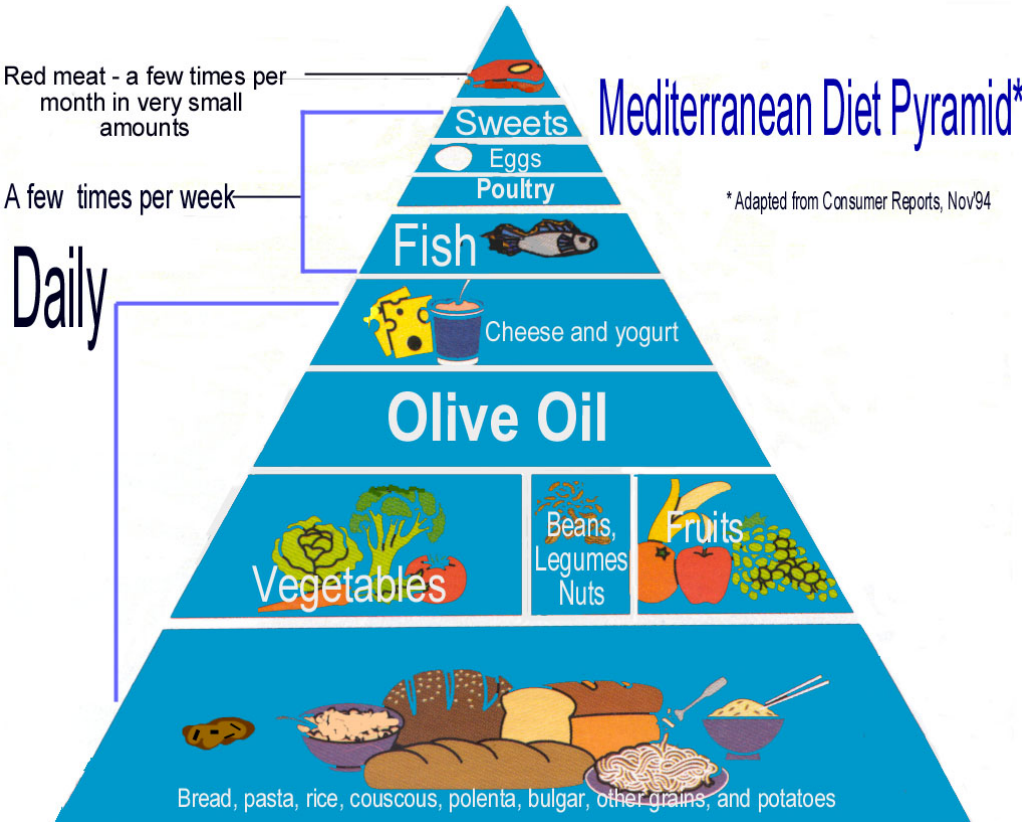 Mediterranean Diet Pyramid*
* Adapted from Consumer Reports, Nov'94
Red meat - a few times per
month in very small
amounts
A few times per week
Daily
Sweets
Eggs
Poultry
Fish
Cheese and yogurt
Olive Oil
Vegetables
Beans,
Legumes
Nuts
Fruits
Bread, pasta, rice, couscous, polenta, bulgar, other grains, and potatoes